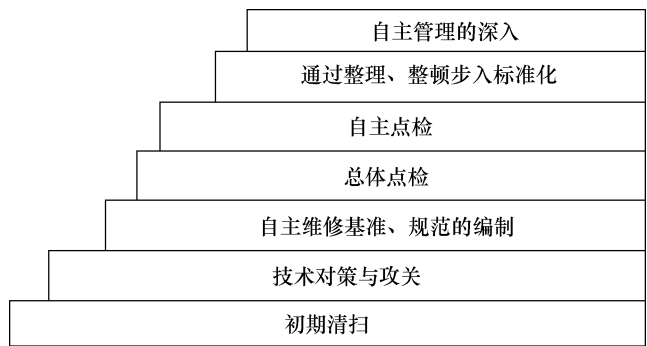 自主管理的深入
通过整理、整顿步入标准化
自主点检
总体点检
自主维修基准、规范的编制
技术对策与攻关
初期清扫